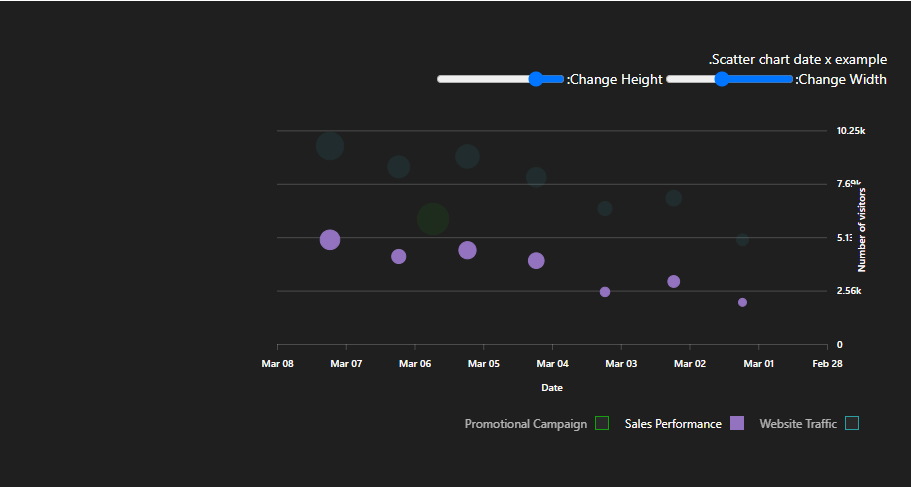 .Scatter chart date x example
:Change Height :Change Width
10.25k
7.69k
5.13
2.56k
0
Number of visitors
Mar 08 Mar 07 Mar 06 Mar 05 Mar 04 Mar 03 Mar 02 Mar 01 Feb 28
Date
Promotional Campaign Sales Performance Website Traffic